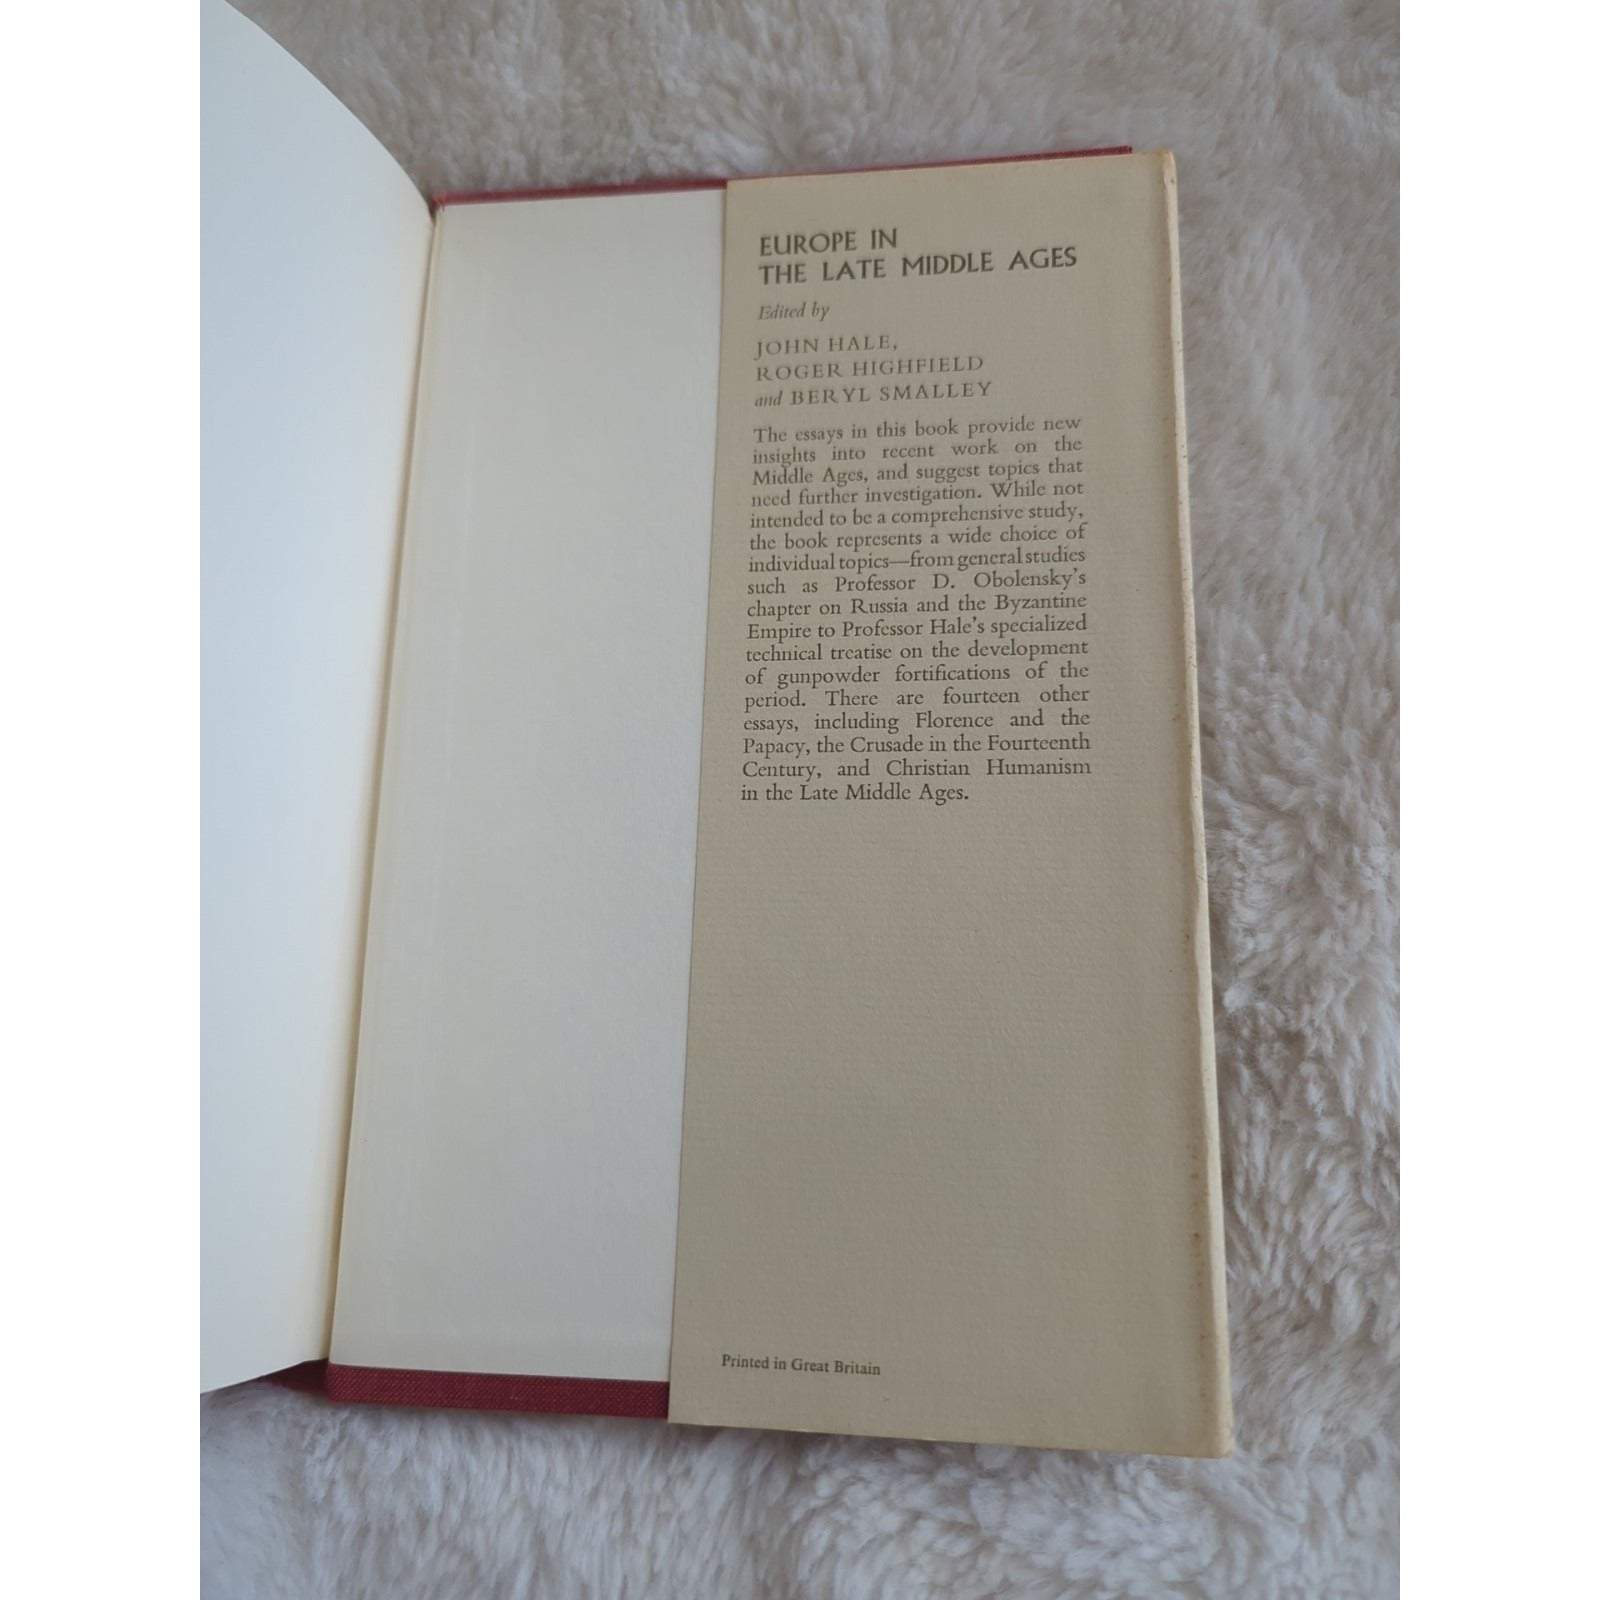 EUROPE IN
THE LATE MIDDLE AGES
Edited by
JOHN HALE,
ROGER HIGHFIELD
and BERYL SMALLEY
The essays in this book provide new
insights into recent work on the
Middle Ages, and suggest topics that
need further investigation. While not
intended to be a comprehensive study,
the book represents a wide choice of
individual topics—from general studies
such as Professor D. Obolensky's
chapter on Russia and the Byzantine
Empire to Professor Hale's specialized
technical treatise on the development
of gunpowder fortifications of the
period. There are fourteen other
essays, including Florence and the
Papacy, the Crusade in the Fourteenth
Century, and Christian Humanism
in the Late Middle Ages.
Printed in Great Britain